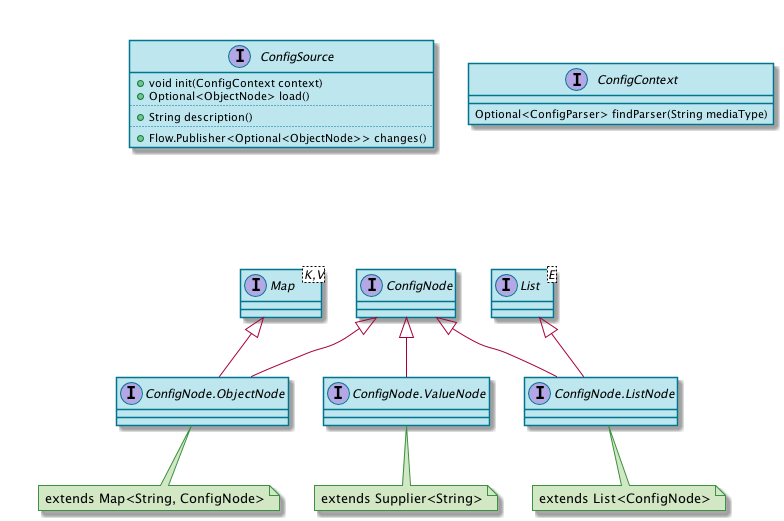 I ConfigSource
void init(ConfigContext context)
Optional<ObjectNode> load()
String description()
Flow.Publisher<Optional<ObjectNode>> changes()
I ConfigContext
Optional<ConfigParser> findParser(String mediaType)
I Map K,V
I ConfigNode
I List E
I ConfigNode.ObjectNode
I ConfigNode.ValueNode
I ConfigNode.ListNode
extends Map<String, ConfigNode>
extends Supplier<String>
extends List<ConfigNode>